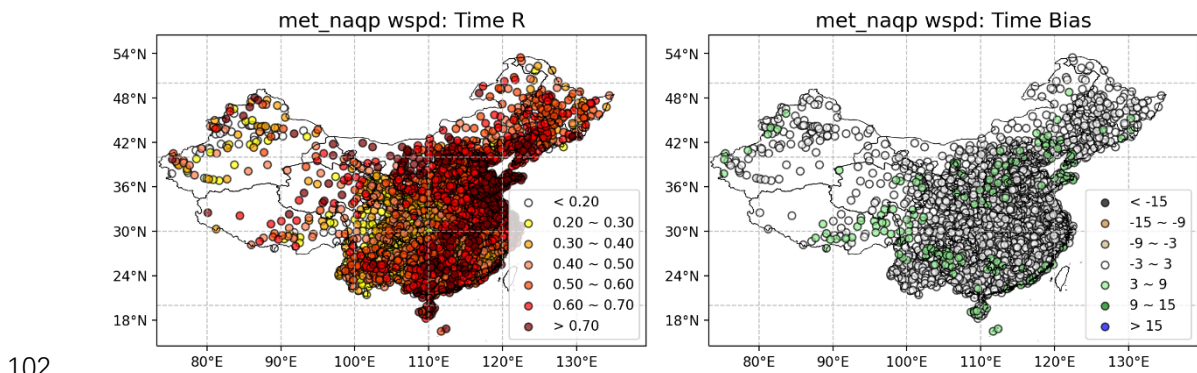 met_naqp wspd: Time R
54°N
48°N
42°N
36°N
30°N
24°N
18°N
80°E 90°E 100°E 110°E 120°E 130°E
< 0.20
0.20 ~ 0.30
0.30 ~ 0.40
0.40 ~ 0.50
0.50 ~ 0.60
0.60 ~ 0.70
> 0.70
met_naqp wspd: Time Bias
54°N
48°N
42°N
36°N
30°N
24°N
18°N
80°E 90°E 100°E 110°E 120°E 130°E
< -15
-15 ~ -9
-9 ~ -3
-3 ~ 3
3 ~ 9
9 ~ 15
> 15
102